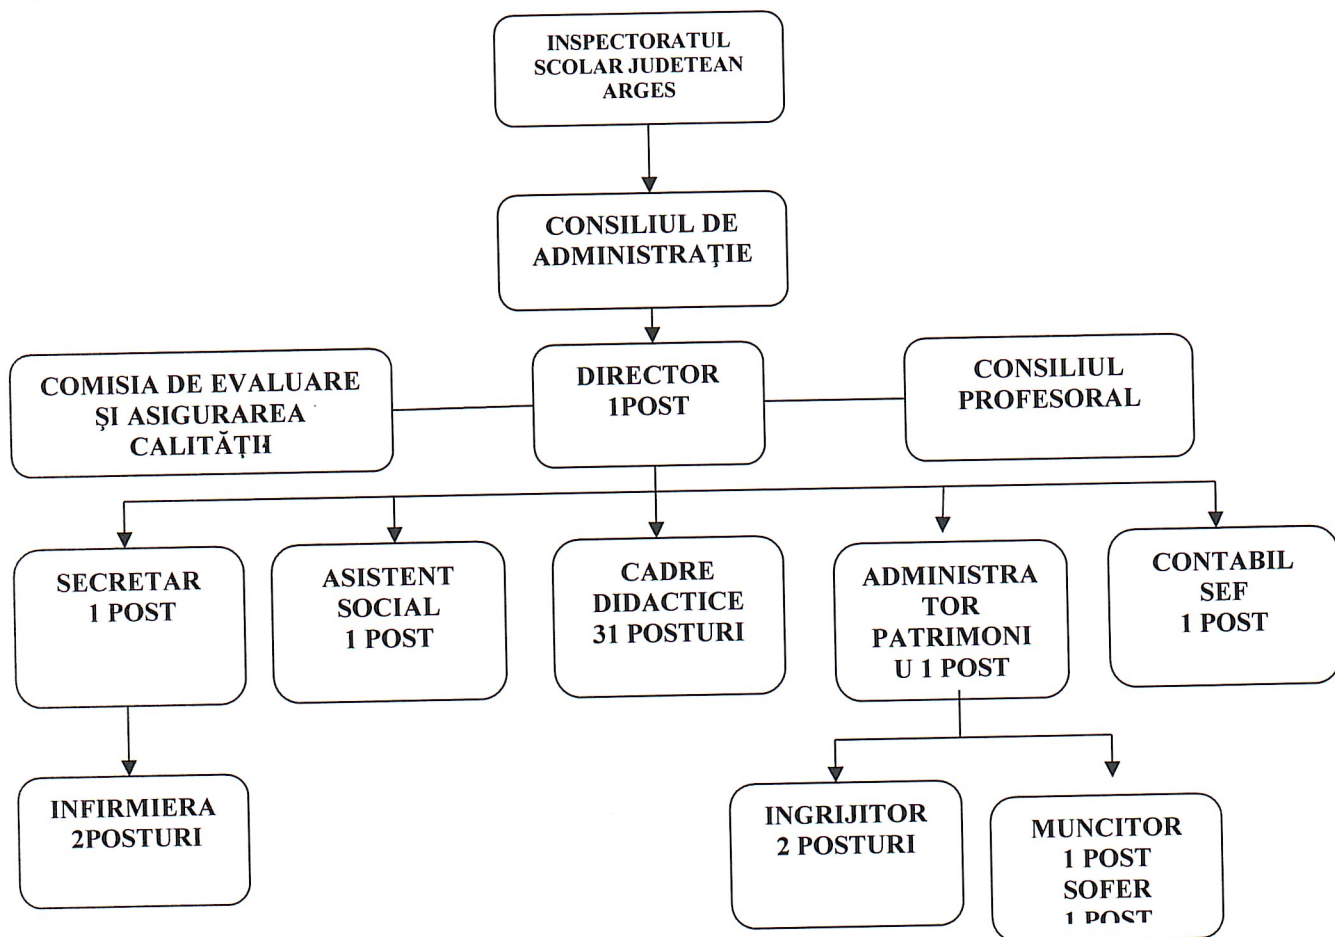 INSPECTORATUL
SCOLAR JUDETEAN
ARGES
CONSILIUL DE
ADMINISTRAŢIE
COMISIA DE EVALUARE
ŞI ASIGURAREA
CALITĂŢII
DIRECTOR
1POST
CONSILIUL
PROFESORAL
SECRETAR
1 POST
ASISTENT
SOCIAL
1 POST
CADRE
DIDACTICE
31 POSTURI
ADMINISTRA
TOR
PATRIMONI
U 1 POST
CONTABIL
SEF
1 POST
INFIRMIERA
2POSTURI
INGRIJITOR
2 POSTURI
MUNCITOR
1 POST
SOFER
1 POST